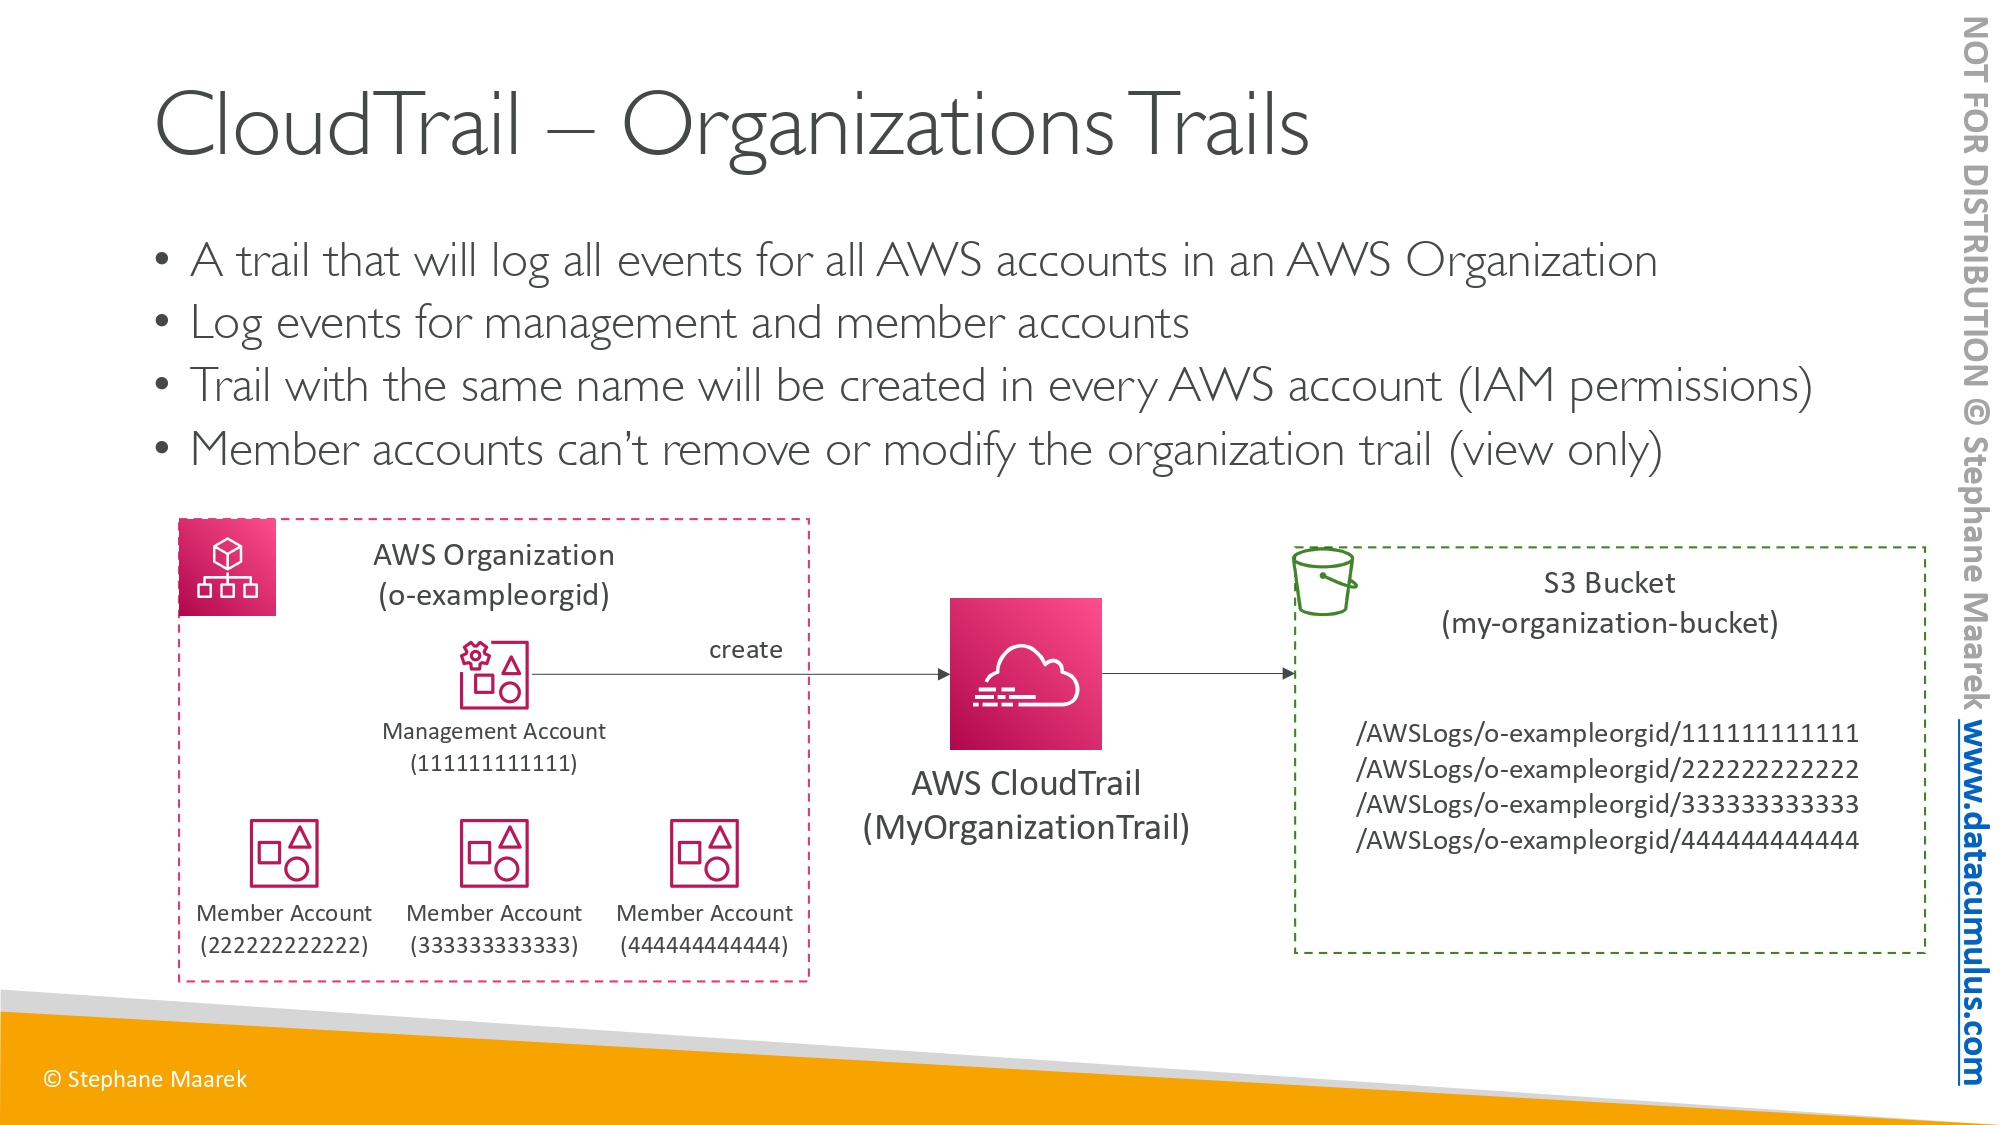 CloudTrail – Organizations Trails
• A trail that will log all events for all AWS accounts in an AWS Organization
• Log events for management and member accounts
• Trail with the same name will be created in every AWS account (IAM permissions)
• Member accounts can’t remove or modify the organization trail (view only)
AWS Organization
(o-exampleorgid)
Management Account
(111111111111)
Member Account
(222222222222)
Member Account
(333333333333)
Member Account
(444444444444)
create
AWS CloudTrail
(MyOrganizationTrail)
S3 Bucket
(my-organization-bucket)
/AWSLogs/o-exampleorgid/111111111111
/AWSLogs/o-exampleorgid/222222222222
/AWSLogs/o-exampleorgid/333333333333
/AWSLogs/o-exampleorgid/444444444444
© Stephane Maarek
NOT FOR DISTRIBUTION © Stephane Maarek www.datacumulus.com